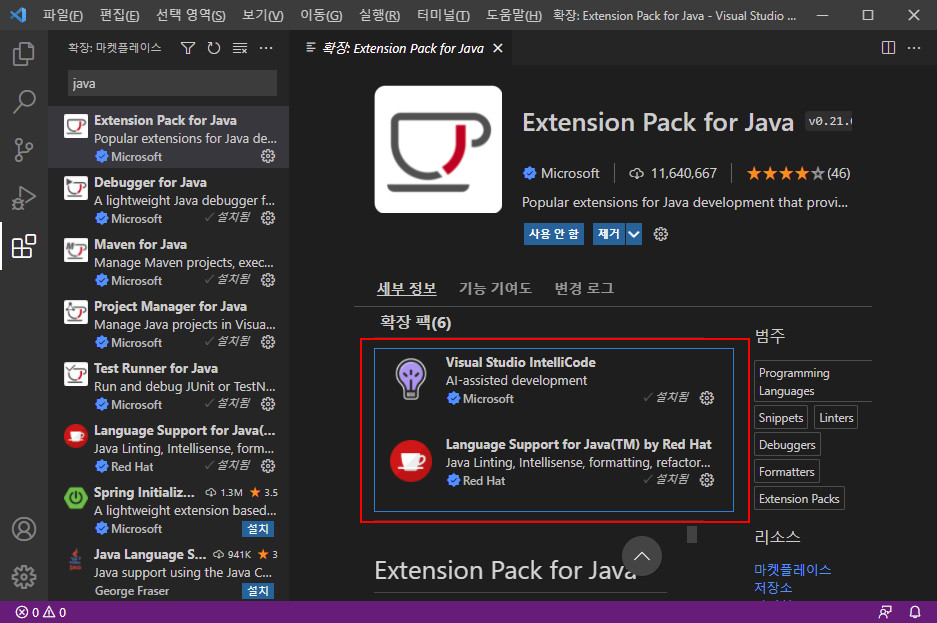 파일(F) 편집(E) 선택 영역(S) 보기(V) 이동(G) 실행(R) 터미널(T) 도움말(H) 확장: Extension Pack for Java - Visual Studio ...
확장: 마켓플레이스
java
Extension Pack for Java
Popular extensions for Java de...
Microsoft
Debugger for Java
A lightweight Java debugger f...
Microsoft 설치됨
Maven for Java
Manage Maven projects, exec...
Microsoft 설치됨
Project Manager for Java
Manage Java projects in Visua...
Microsoft 설치됨
Test Runner for Java
Run and debug JUnit or TestN...
Microsoft 설치됨
Language Support for Java(...
Java Linting, Intellisense, form...
Red Hat 설치됨
Spring Initializ... 1.3M 3.5
A lightweight extension based...
Microsoft 설치
Java Language S... 941K 3
Java support using the Java C...
George Fraser 설치
확장: Extension Pack for Java
Extension Pack for Java v0.21.
Microsoft 11,640,667 (46)
Popular extensions for Java development that provi...
사용 안 함 제거
세부 정보 기능 기여도 변경 로그
확장 팩(6)
Visual Studio IntelliCode
AI-assisted development
Microsoft 설치됨
Language Support for Java(TM) by Red Hat
Java Linting, Intellisense, formatting, refactor...
Red Hat 설치됨
Extension Pack for Java
범주
Programming
Languages
Snippets Linters
Debuggers
Formatters
Extension Packs
리소스
마켓플레이스
저장소
0 0